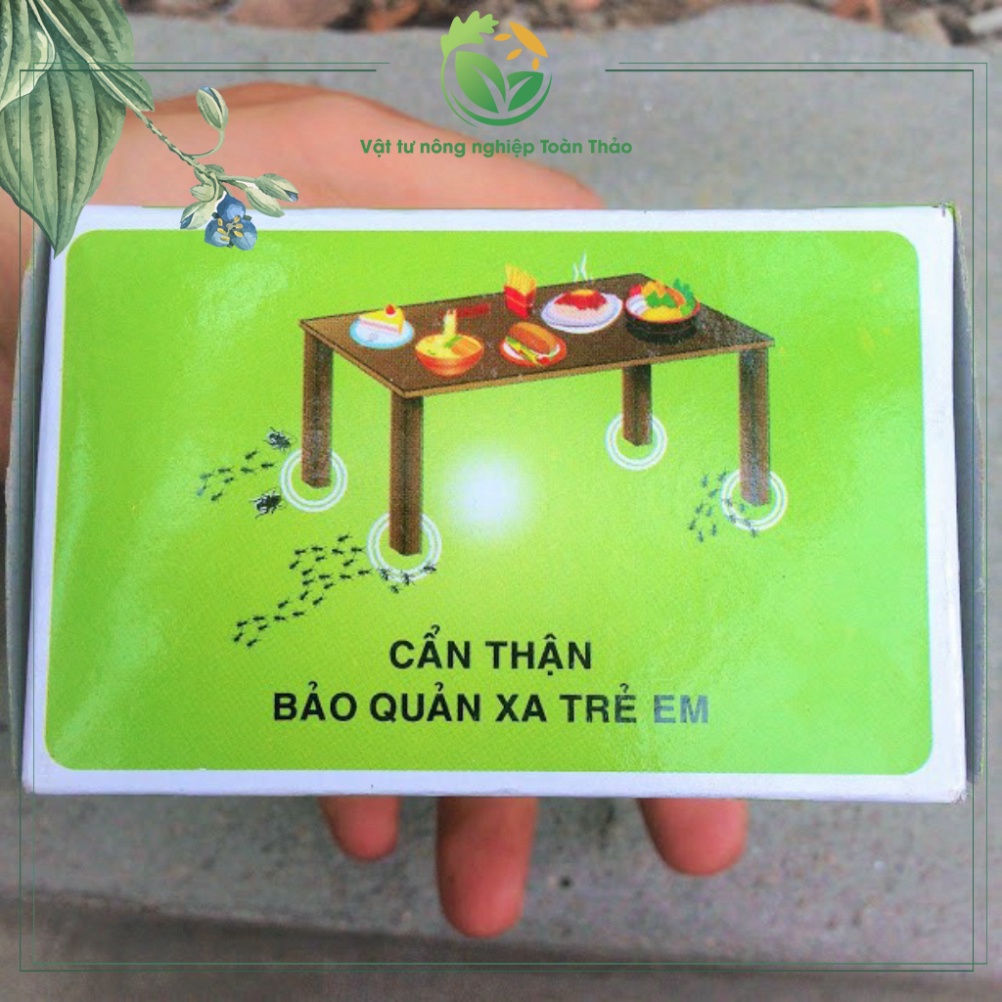 Vật tư nông nghiệp Toàn Thảo
CẨN THẬN
BẢO QUẢN XA TRẺ EM